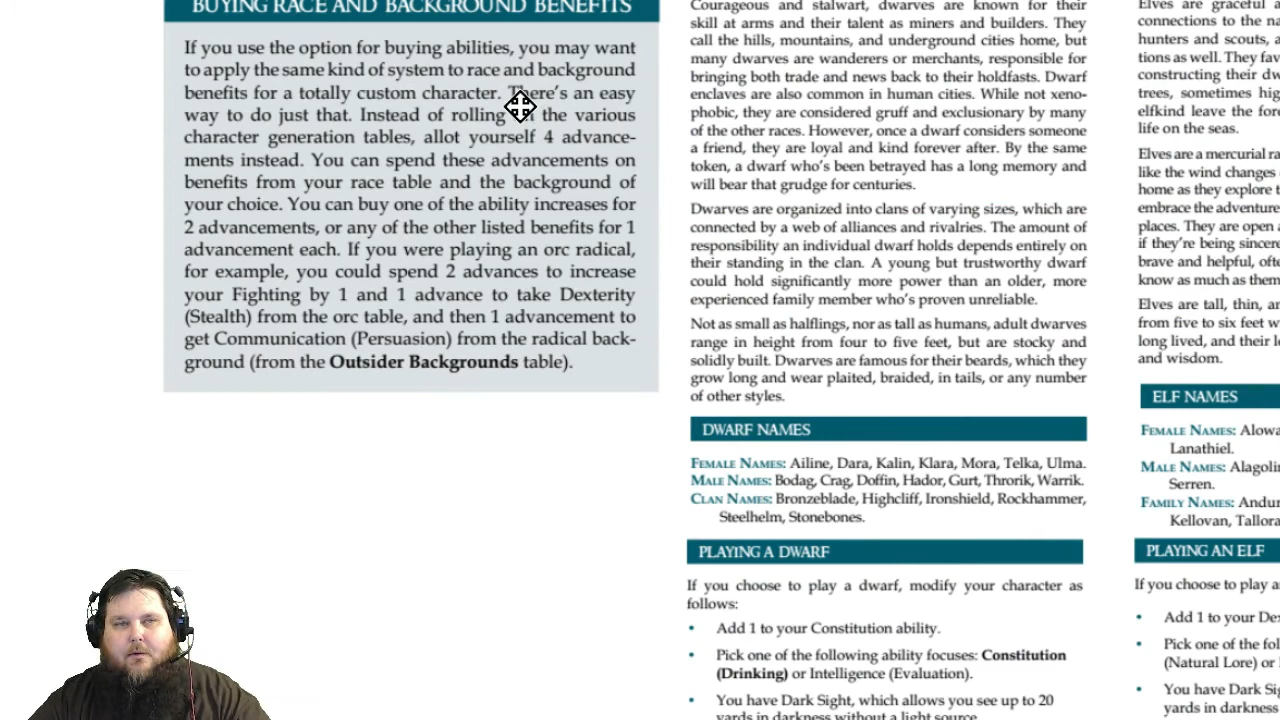 BUYING RACE AND BACKGROUND BENEFITS
If you use the option for buying abilities, you may want
to apply the same kind of system to race and background
benefits for a totally custom character. There's an easy
way to do just that. Instead of rolling the various
character generation tables, allot yourself 4 advance-
ments instead. You can spend these advancements on
benefits from your race table and the background of
your choice. You can buy one of the ability increases for
2 advancements, or any of the other listed benefits for 1
advancement each. If you were playing an orc radical,
for example, you could spend 2 advances to increase
your Fighting by 1 and 1 advance to take Dexterity
(Stealth) from the orc table, and then 1 advancement to
get Communication (Persuasion) from the radical back-
ground (from the Outsider Backgrounds table).
Courageous and stalwart, dwarves are known for their
skill at arms and their talent as miners and builders. They
call the hills, mountains, and underground cities home, but
many dwarves are wanderers or merchants, responsible for
bringing both trade and news back to their holdfasts. Dwarf
enclaves are also common in human cities. While not xeno-
phobic, they are considered gruff and exclusionary by many
of the other races. However, once a dwarf considers someone
a friend, they are loyal and kind forever after. By the same
token, a dwarf who's been betrayed has a long memory and
will bear that grudge for centuries.
Dwarves are organized into clans of varying sizes, which are
connected by a web of alliances and rivalries. The amount of
responsibility an individual dwarf holds depends entirely on
their standing in the clan. A young but trustworthy dwarf
could hold significantly more power than an older, more
experienced family member who's proven unreliable.
Not as small as halflings, nor as tall as humans, adult dwarves
range in height from four to five feet, but are stocky and
solidly built. Dwarves are famous for their beards, which they
grow long and wear plaited, braided, in tails, or any number
of other styles.
DWARF NAMES
FEMALE NAMES: Ailine, Dara, Kalin, Klara, Mora, Telka, Ulma.
MALE NAMES: Bodag, Crag, Doffin, Hador, Gurt, Throrik, Warrik.
CLAN NAMES: Bronzeblade, Highcliff, Ironshield, Rockhammer,
Steelhelm, Stonebones.
PLAYING A DWARF
If you choose to play a dwarf, modify your character as
follows:
• Add 1 to your Constitution ability.
• Pick one of the following ability focuses: Constitution
(Drinking) or Intelligence (Evaluation).
• You have Dark Sight, which allows you see up to 20
yards in darkness without a light source.
Elves are graceful
connections to the
hunters and scouts,
tions as well. They
constructing their
trees, sometimes
elfkind leave the
life on the seas.
Elves are a mercurial
like the wind changes
home as they explore
embrace the
places. They are open
if they're being
brave and helpful,
know as much as
Elves are tall, thin,
from five to six feet
long lived, and their
and wisdom.
ELF NAMES
FEMALE NAMES:
Lanathiel.
MALE NAMES:
Serren.
FAMILY NAMES:
Kellovan,
PLAYING AN ELF
If you choose to play
• Add 1 to your
• Pick one of the
(Natural Lore) or
• You have Dark
yards in darkness